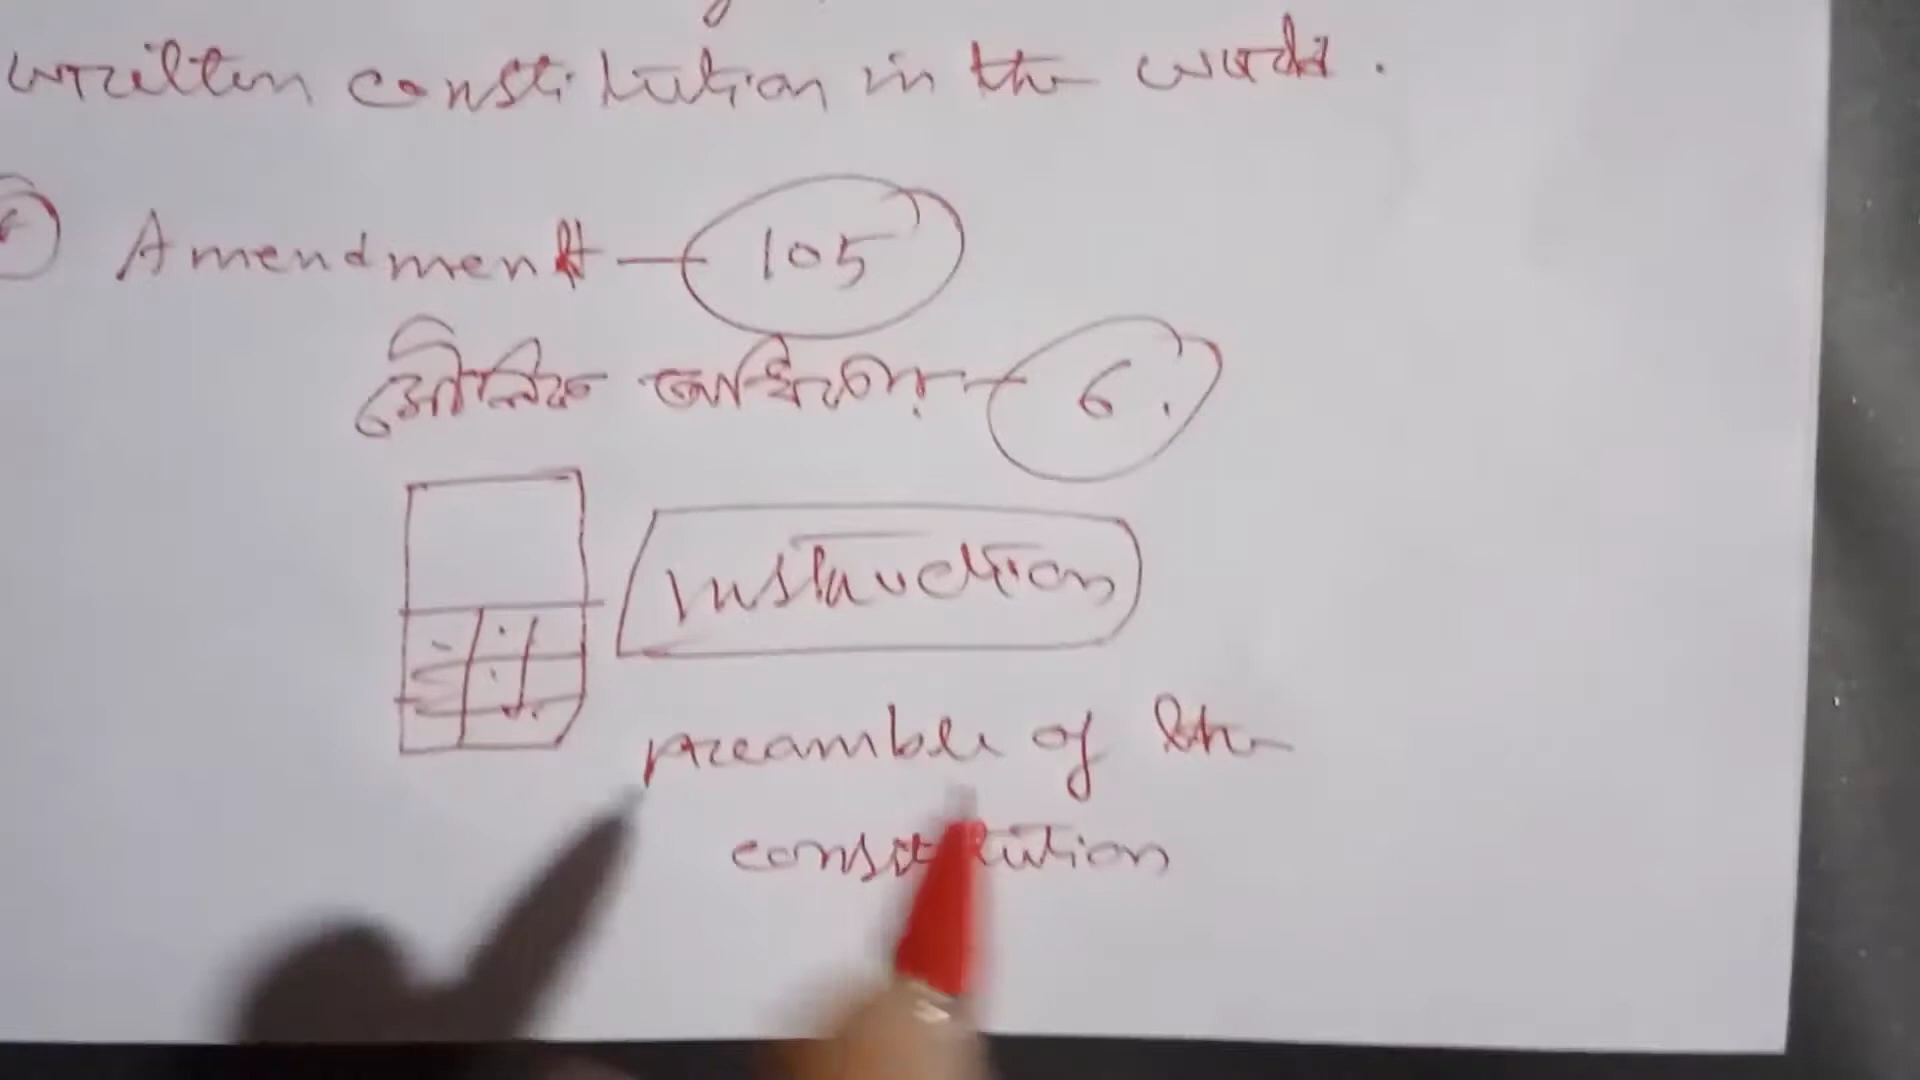 written constitution in the world.
Amendment — 105
মৌলিক অধিকার — 6.
Instruction
preamble of the
constitution